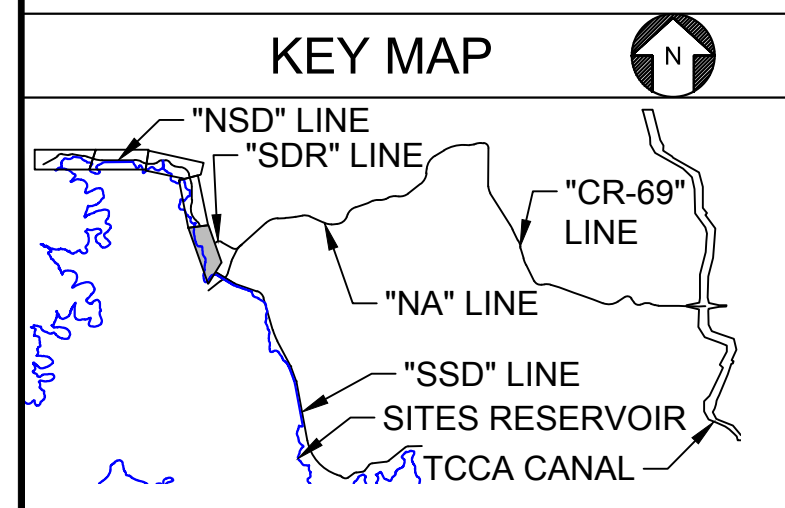 KEY MAP
N
"NSD" LINE
"SDR" LINE
"CR-69"
LINE
"NA" LINE
"SSD" LINE
SITES RESERVOIR
TCCA CANAL